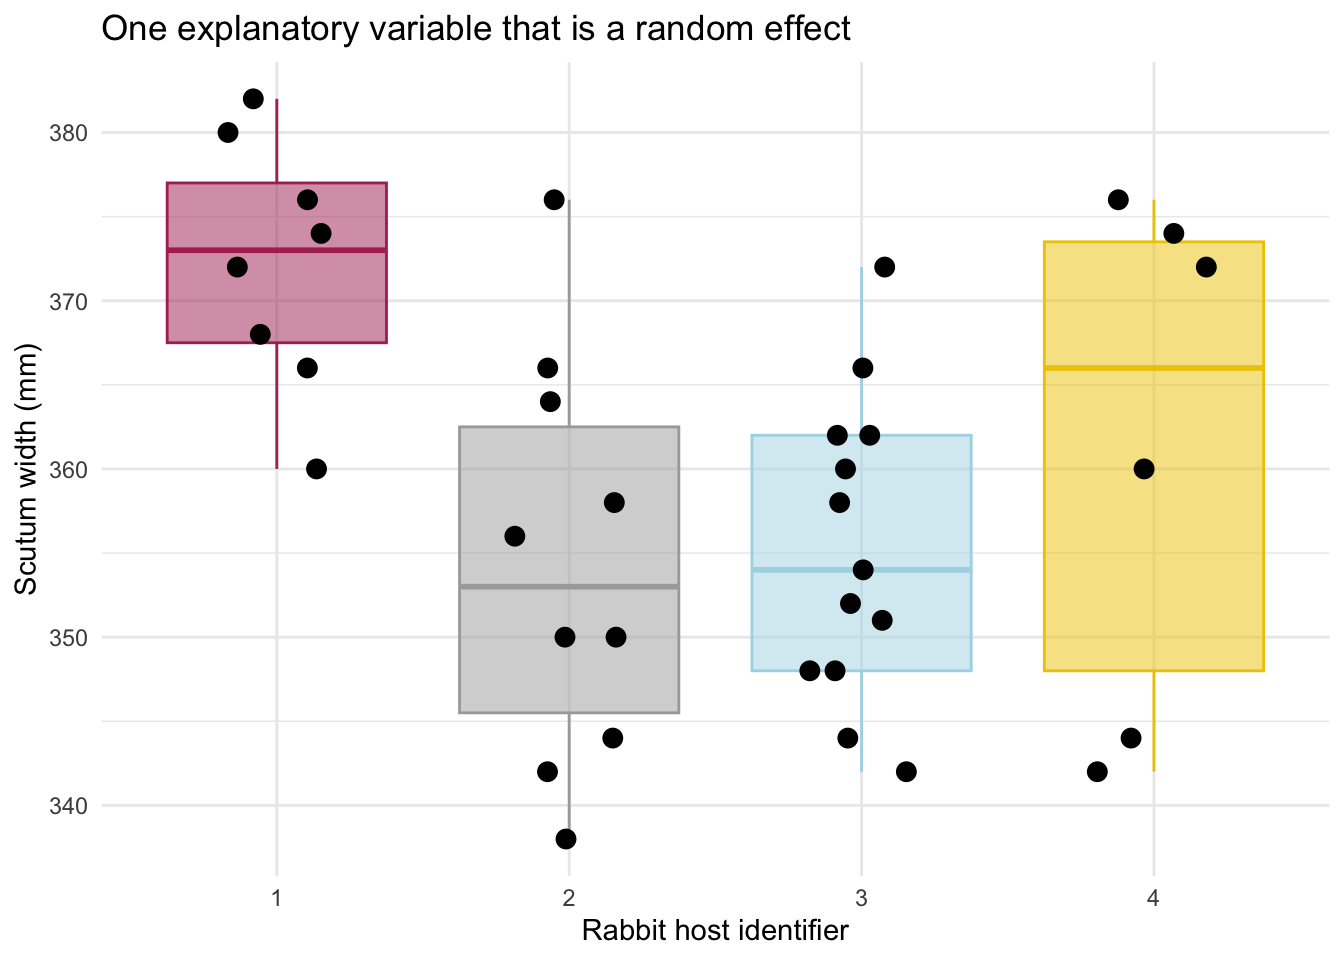 One explanatory variable that is a random effect
380
370
360
350
340
Scutum width (mm)
1 2 3 4
Rabbit host identifier